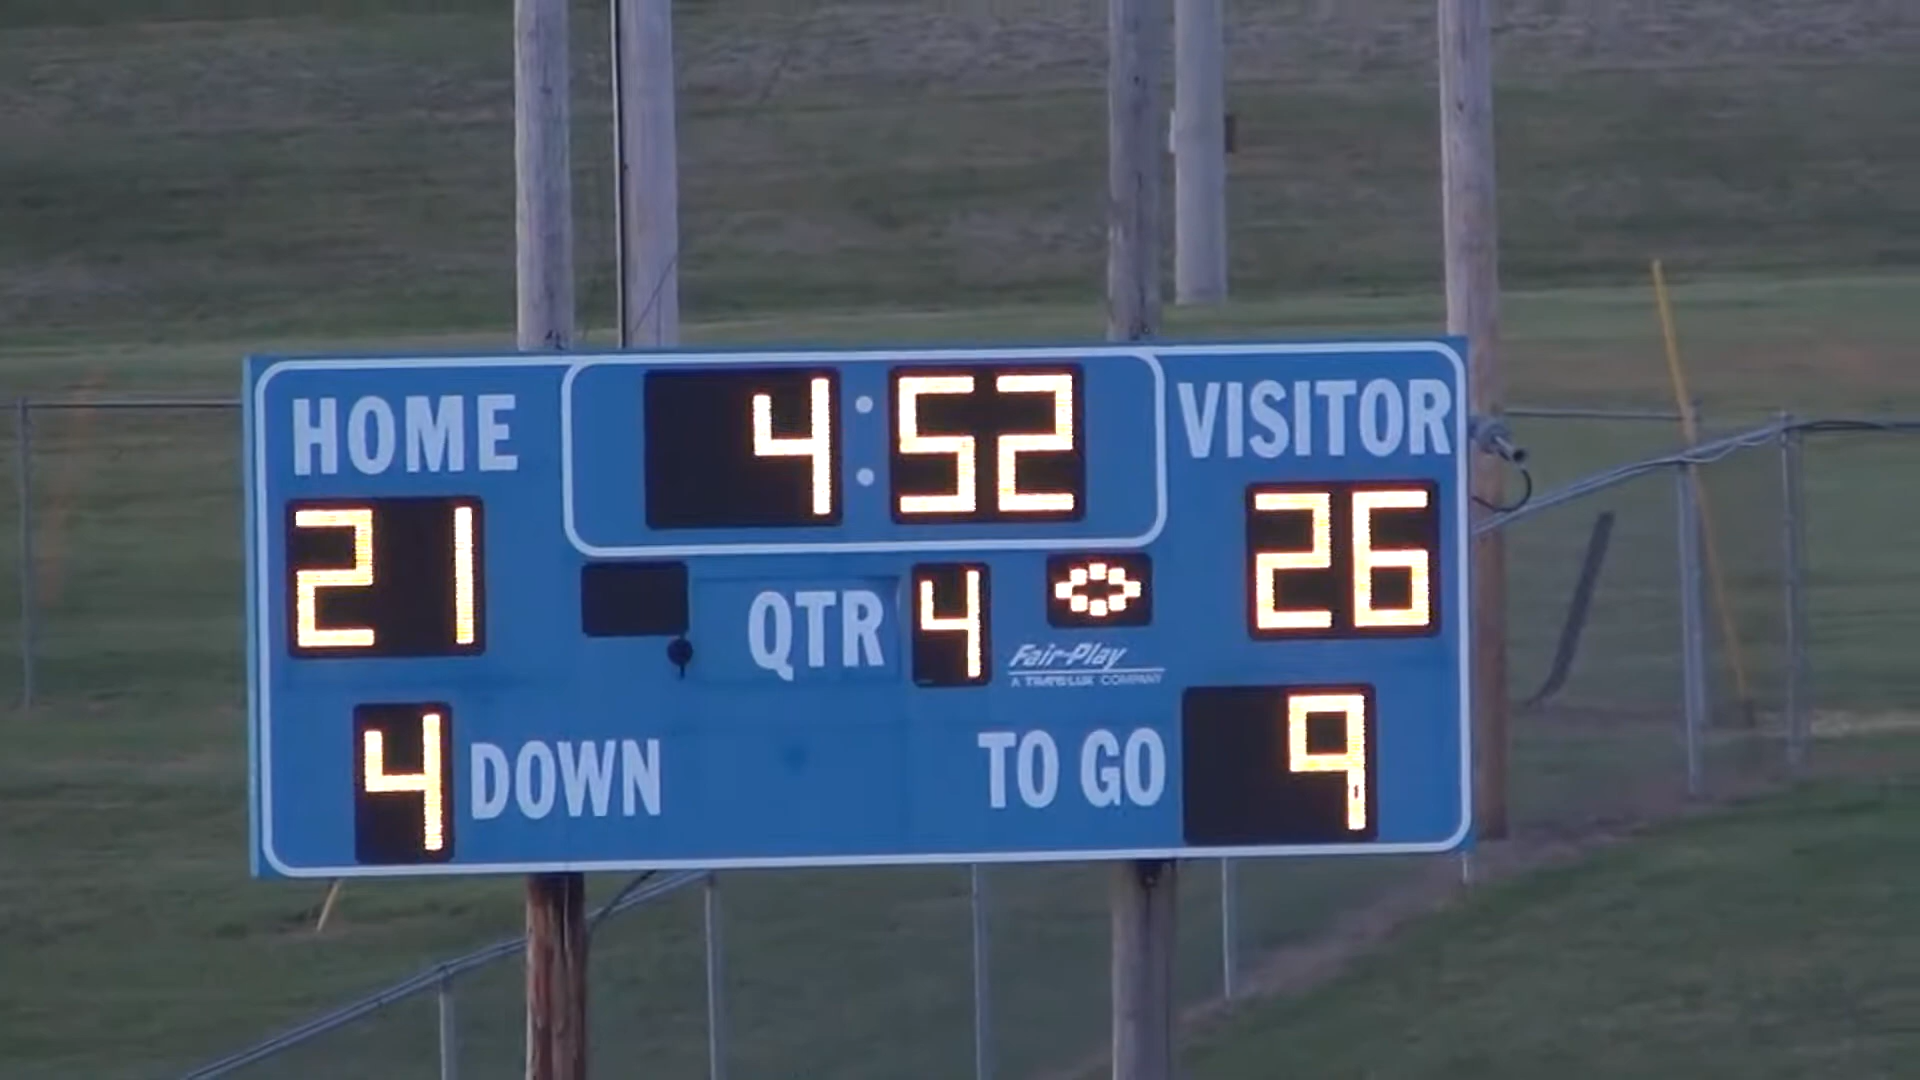 HOME 4:52 VISITOR
21 26
QTR 4
Fair-Play
A TRANS-LUX COMPANY
4 DOWN TO GO 9